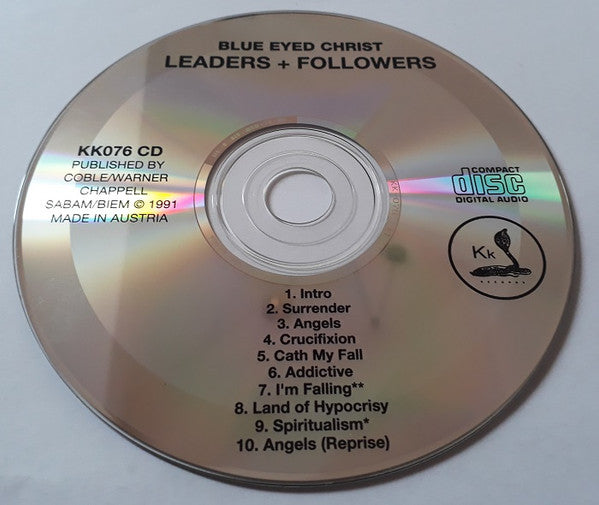 BLUE EYED CHRIST
LEADERS + FOLLOWERS
KK076 CD
PUBLISHED BY
COBLE/WARNER
CHAPPELL
SABAM/BIEM © 1991
MADE IN AUSTRIA
COMPACT
disc
DIGITAL AUDIO
Kk
RECORDS
1. Intro
2. Surrender
3. Angels
4. Crucifixion
5. Cath My Fall
6. Addictive
7. I'm Falling**
8. Land of Hypocrisy
9. Spiritualism*
10. Angels (Reprise)